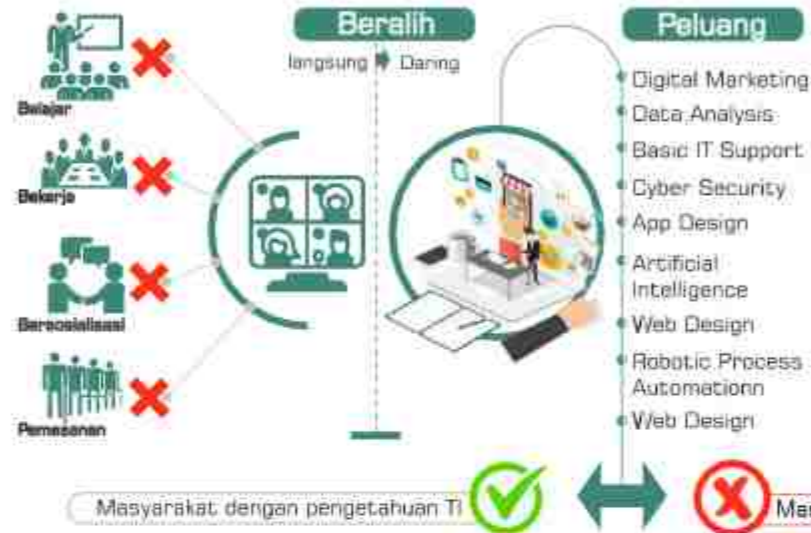 Belajar
Bekerja
Bersosialisasi
Pemesanan
Beralih
langsung Daring
Peluang
Digital Marketing
Data Analysis
Basic IT Support
Cyber Security
App Design
Artificial
Intelligence
Web Design
Robotic Process
Automationn
Web Design
Masyarakat dengan pengetahuan TI